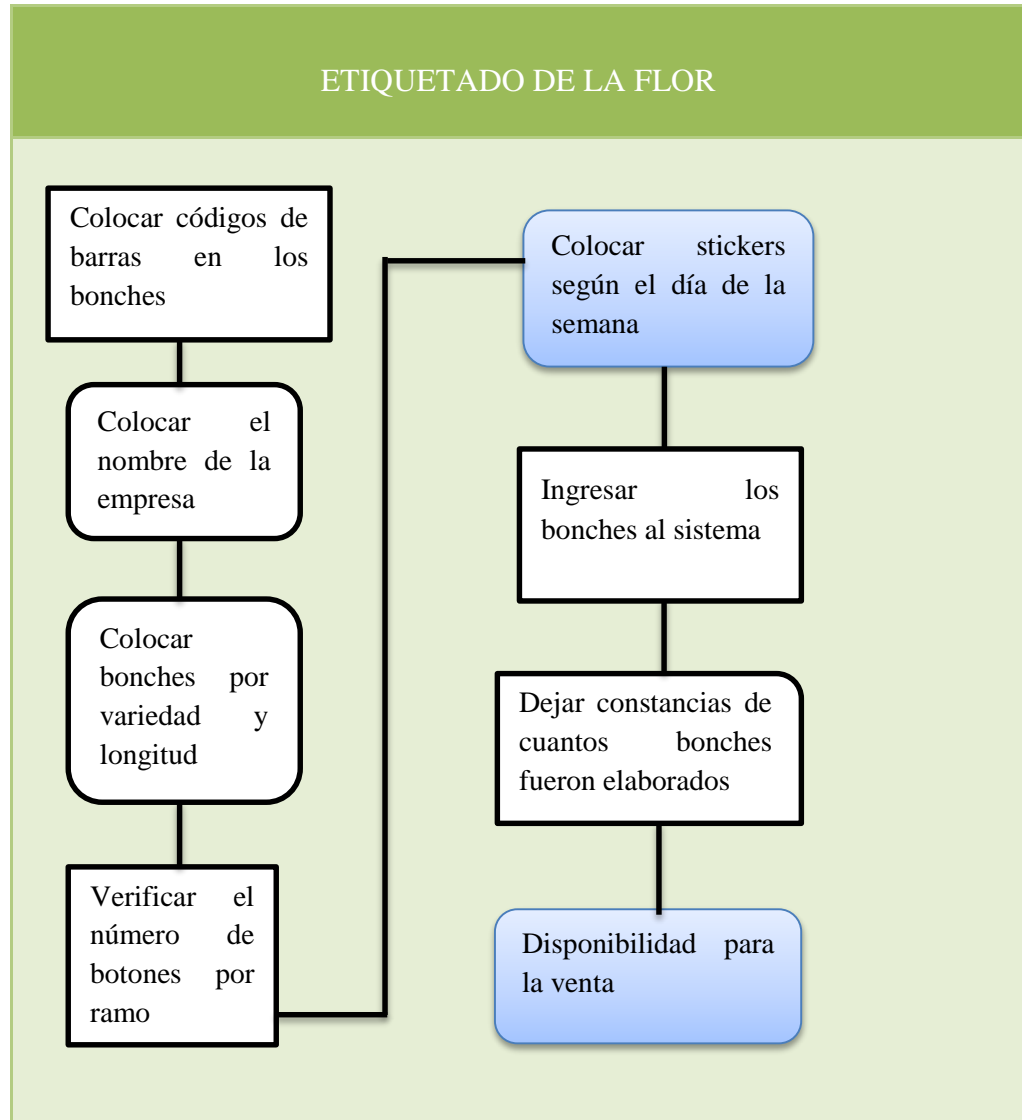 ETIQUETADO DE LA FLOR
Colocar códigos de
barras en los
bonches
Colocar el
nombre de la
empresa
Colocar
bonches por
variedad y
longitud
Verificar el
número de
botones por
ramo
Colocar stickers
según el día de la
semana
Ingresar los
bonches al sistema
Dejar constancias de
cuantos bonches
fueron elaborados
Disponibilidad para
la venta